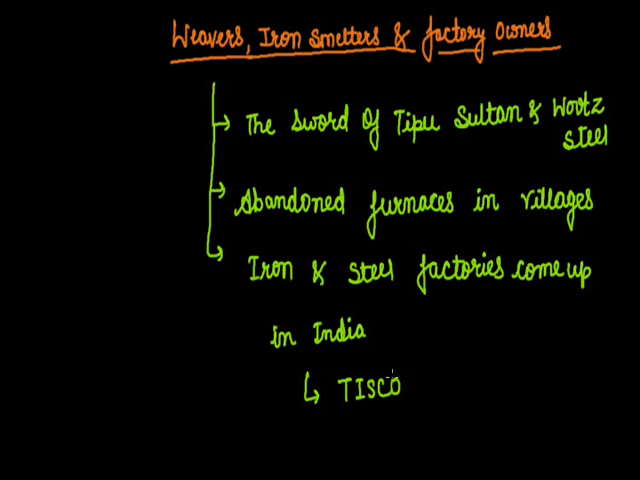 Weavers, Iron Smelters & factory Owners
The Sword Of Tipu Sultan & Wootz
steel
Abandoned furnaces in villages
Iron & Steel factories come up
in India
TISCO